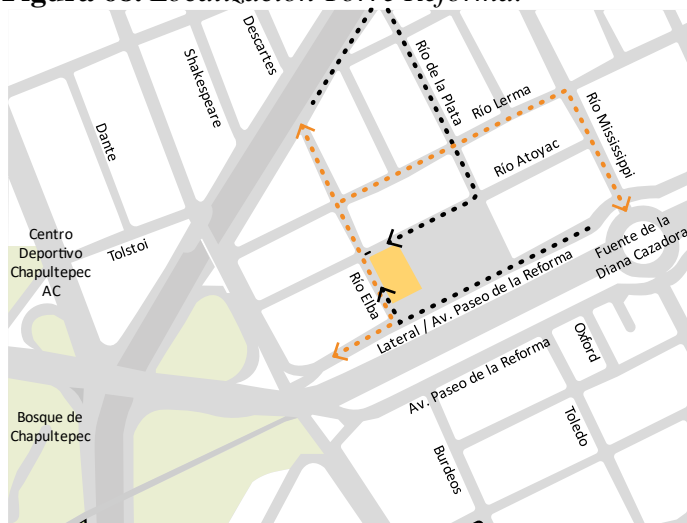 Figura 68. Localización Torre Reforma.
Descartes
Shakespeare
Dante
Río de la Plata
Río Lerma
Río Mississippi
Río Atoyac
Centro
Deportivo
Chapultepec
AC
Tolstoi
Río Elba
Fuente de la
Diana Cazadora
Lateral / Av. Paseo de la Reforma
Av. Paseo de la Reforma
Oxford
Toledo
Burdeos
Bosque de
Chapultepec